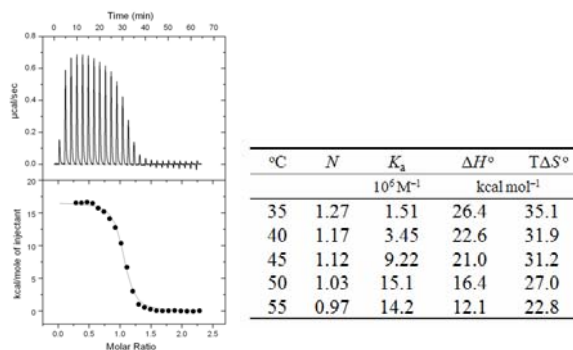 Time (min)
0 10 20 30 40 50 60 70
0.8
0.6
0.4
0.2
0.0
µcal/sec
20
15
10
5
0
kcal/mole of injectant
0.0 0.5 1.0 1.5 2.0 2.5
Molar Ratio
°C N Ka ΔH° TΔS°
10⁶ M⁻¹ kcal mol⁻¹
35 1.27 1.51 26.4 35.1
40 1.17 3.45 22.6 31.9
45 1.12 9.22 21.0 31.2
50 1.03 15.1 16.4 27.0
55 0.97 14.2 12.1 22.8